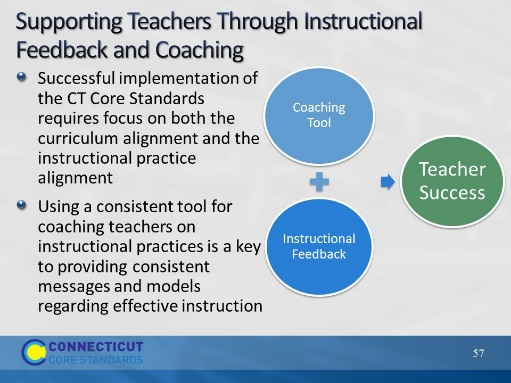 Supporting Teachers Through Instructional
Feedback and Coaching
Successful implementation of
the CT Core Standards
requires focus on both the
curriculum alignment and the
instructional practice
alignment
Using a consistent tool for
coaching teachers on
instructional practices is a key
to providing consistent
messages and models
regarding effective instruction
Coaching
Tool
Instructional
Feedback
Teacher
Success
CONNECTICUT
CORE STANDARDS
57